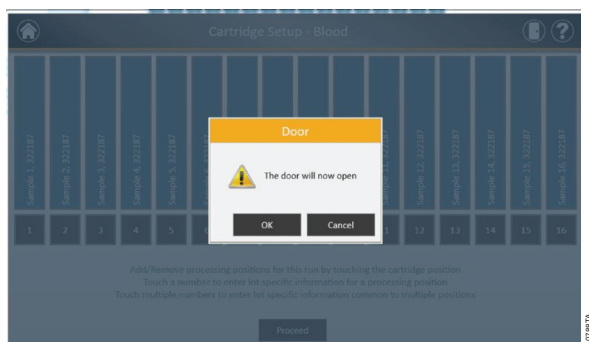 Cartridge Setup - Blood
?
Sample 1, 322187
Sample 2, 322187
Sample 3, 322187
Sample 4, 322187
Sample 5, 322187
Sample 12, 322187
Sample 13, 322187
Sample 14, 322187
Sample 15, 322187
Sample 16, 322187
Door
The door will now open
OK Cancel
1 2 3 4 5 12 13 14 15 16
Add/Remove processing positions for this run by touching the cartridge position
Touch a number to enter lot specific information for a processing position
Touch multiple numbers to enter lot specific information common to multiple positions
Proceed